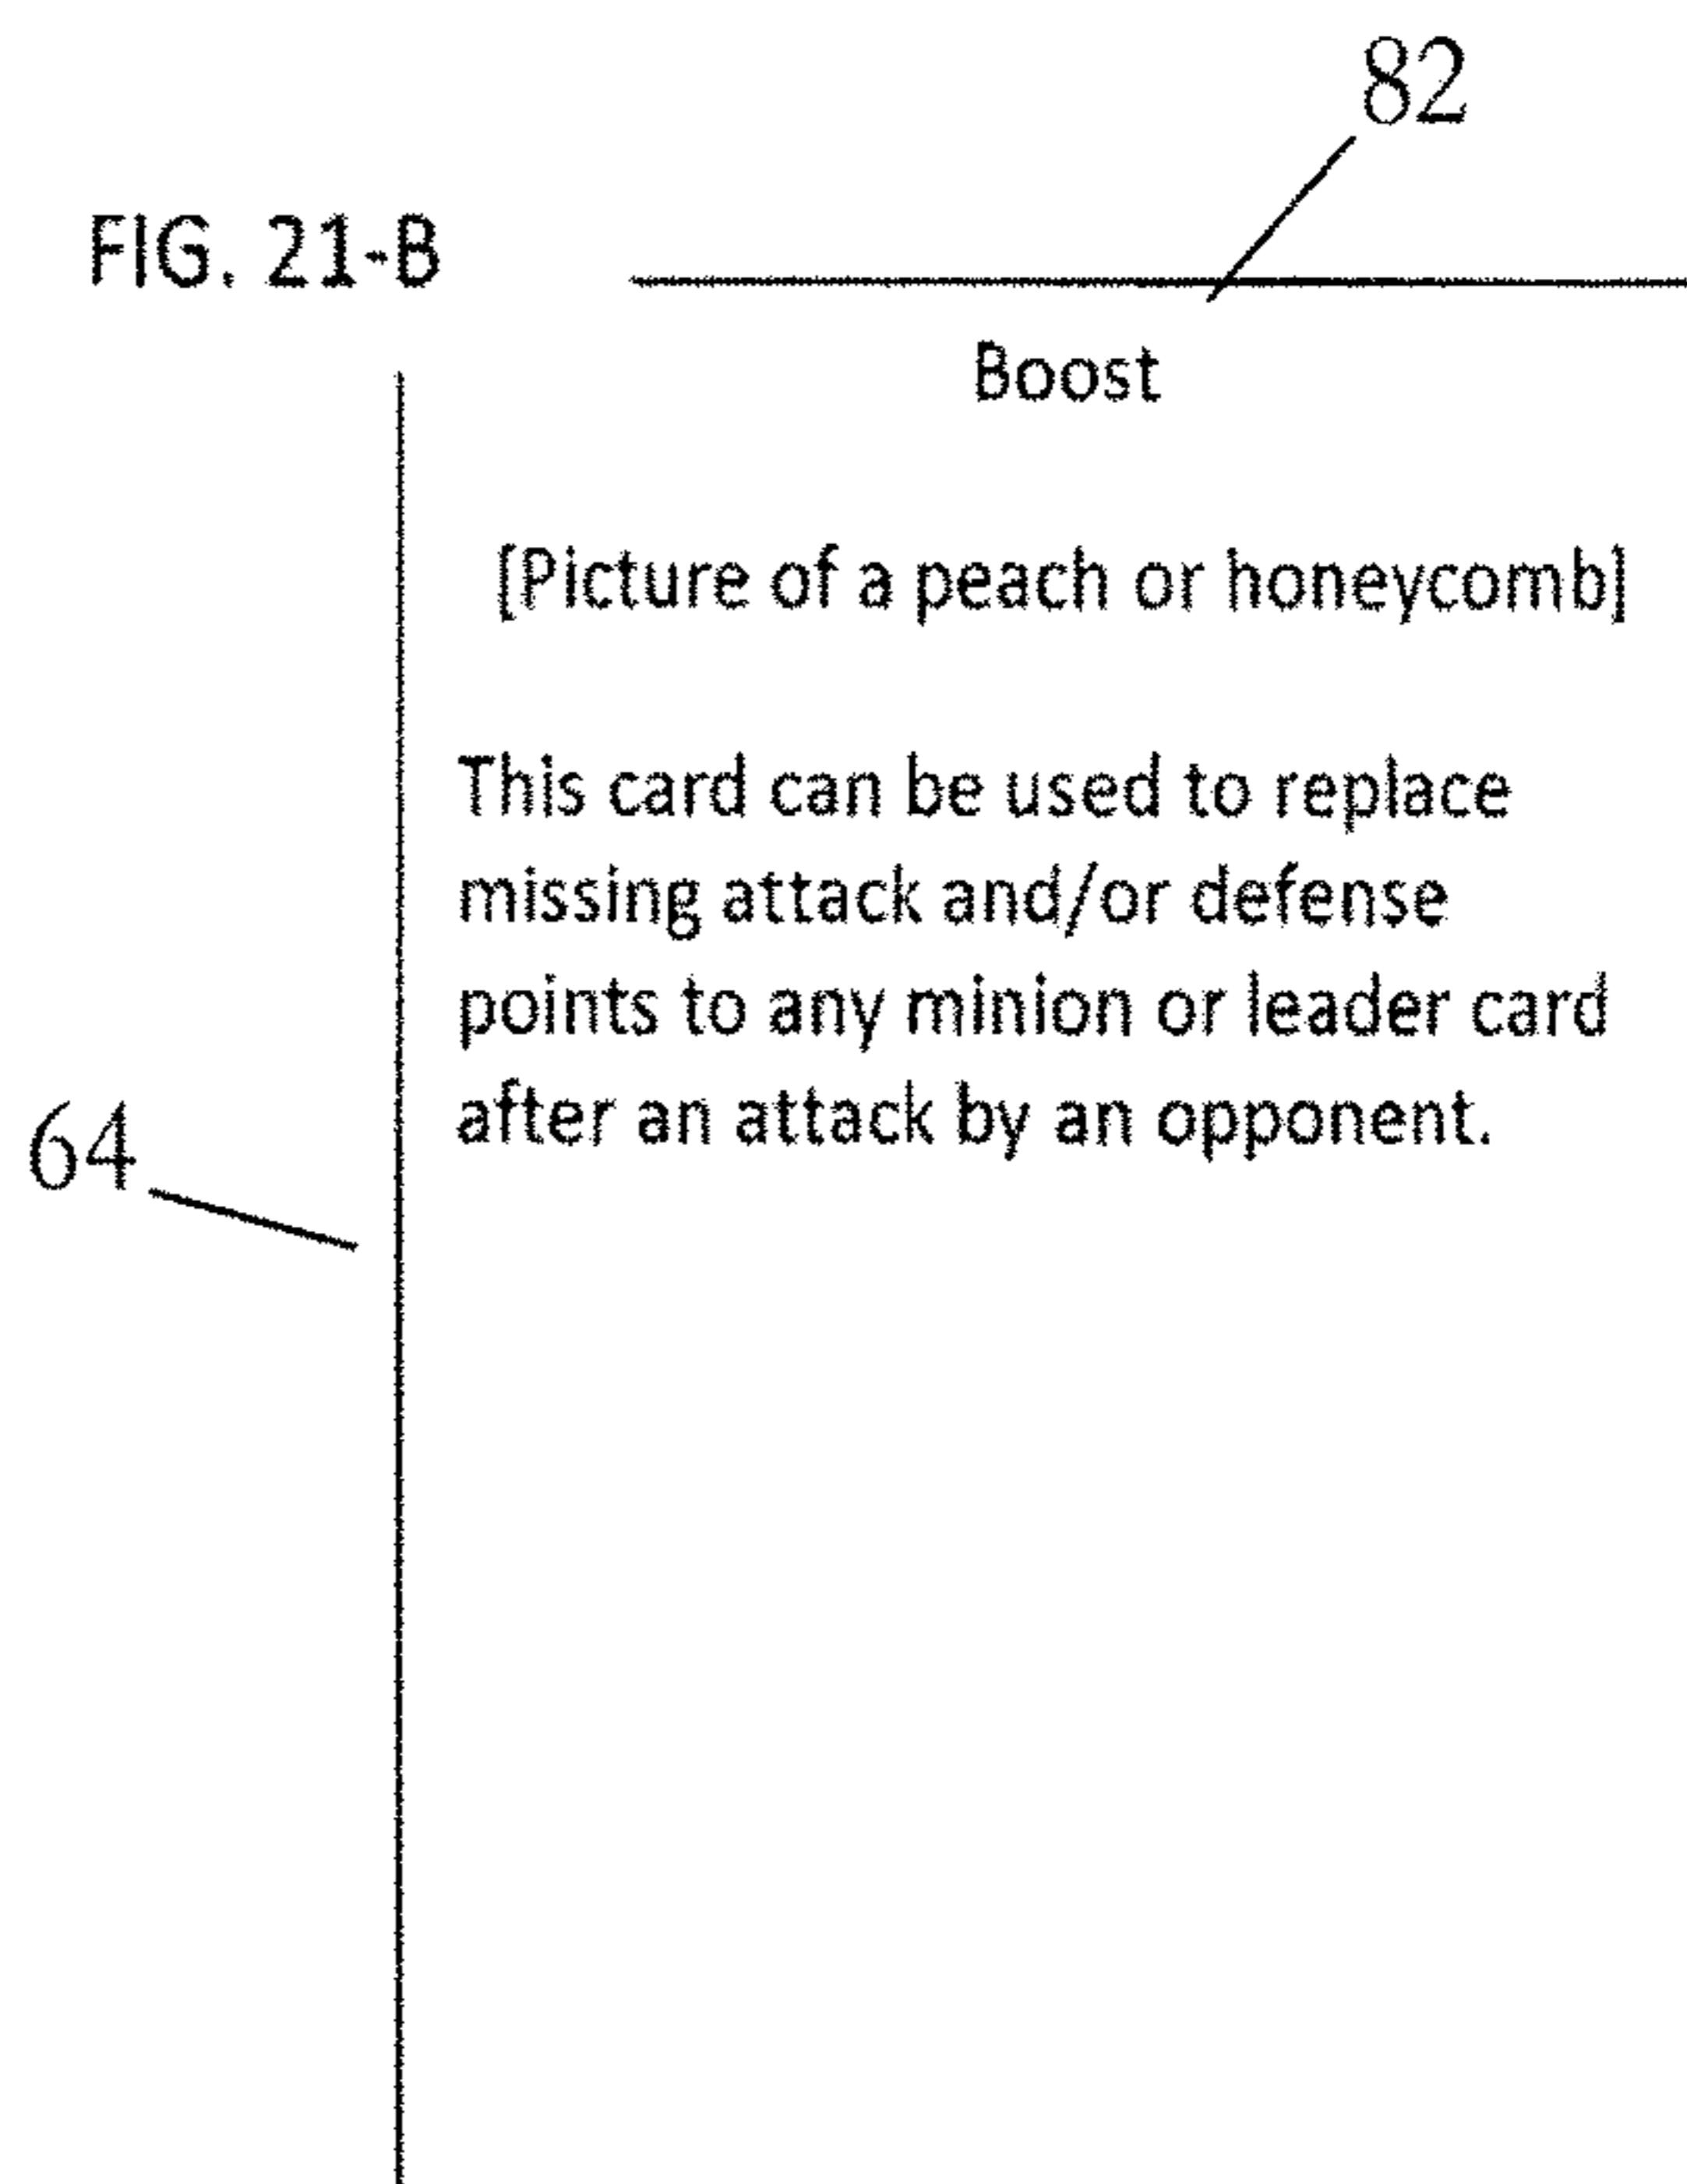 82
FIG. 21-B
Boost
[Picture of a peach or honeycomb]
This card can be used to replace
missing attack and/or defense
points to any minion or leader card
after an attack by an opponent.
64